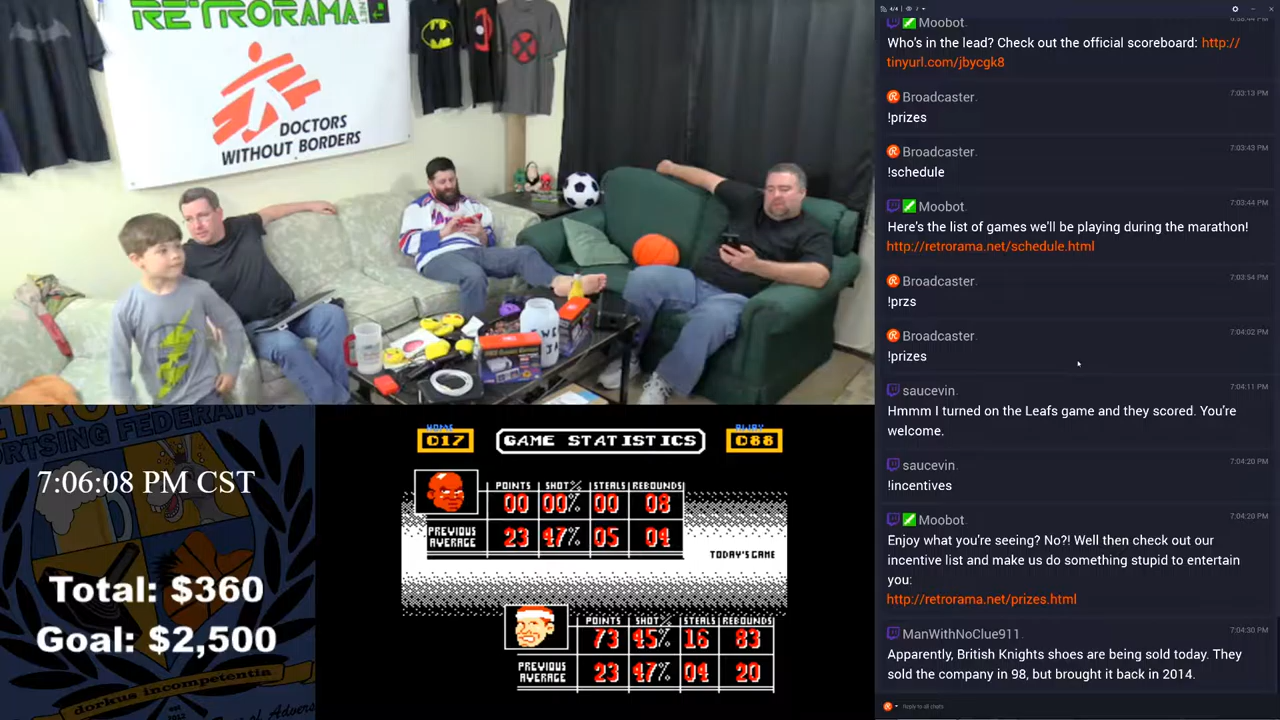 RETRORAMA
.NET
DOCTORS
WITHOUT BORDERS
7:06:08 PM CST
Total: $360
Goal: $2,500
dorkus incompetentia
017
GAME STATISTICS
088
POINTS SHOT% STEALS REBOUNDS
00 00% 00 08
PREVIOUS AVERAGE 23 47% 05 04
TODAY'S GAME
POINTS SHOT% STEALS REBOUNDS
73 45% 16 83
PREVIOUS AVERAGE 23 47% 04 20
4/4
Moobot.
Who's in the lead? Check out the official scoreboard: http://
tinyurl.com/jbycgk8
Broadcaster. 7:03:13 PM
!prizes
Broadcaster. 7:03:43 PM
!schedule
Moobot. 7:03:44 PM
Here's the list of games we'll be playing during the marathon!
http://retrorama.net/schedule.html
Broadcaster. 7:03:54 PM
!przs
Broadcaster. 7:04:02 PM
!prizes
saucevin. 7:04:11 PM
Hmmm I turned on the Leafs game and they scored. You're
welcome.
saucevin. 7:04:20 PM
!incentives
Moobot. 7:04:20 PM
Enjoy what you're seeing? No?! Well then check out our
incentive list and make us do something stupid to entertain
you:
http://retrorama.net/prizes.html
ManWithNoClue911. 7:04:30 PM
Apparently, British Knights shoes are being sold today. They
sold the company in 98, but brought it back in 2014.
Reply to all chats